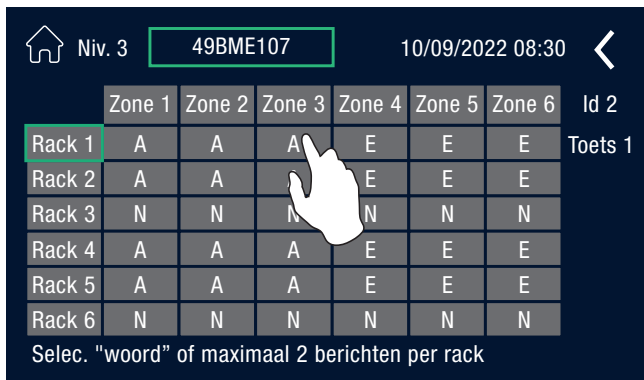 Niv. 3 49BME107 10/09/2022 08:30
Zone 1 Zone 2 Zone 3 Zone 4 Zone 5 Zone 6 Id 2
Rack 1 A A A E E E Toets 1
Rack 2 A A E E E
Rack 3 N N N N N N
Rack 4 A A A E E E
Rack 5 A A A E E E
Rack 6 N N N N N N
Selec. "woord" of maximaal 2 berichten per rack